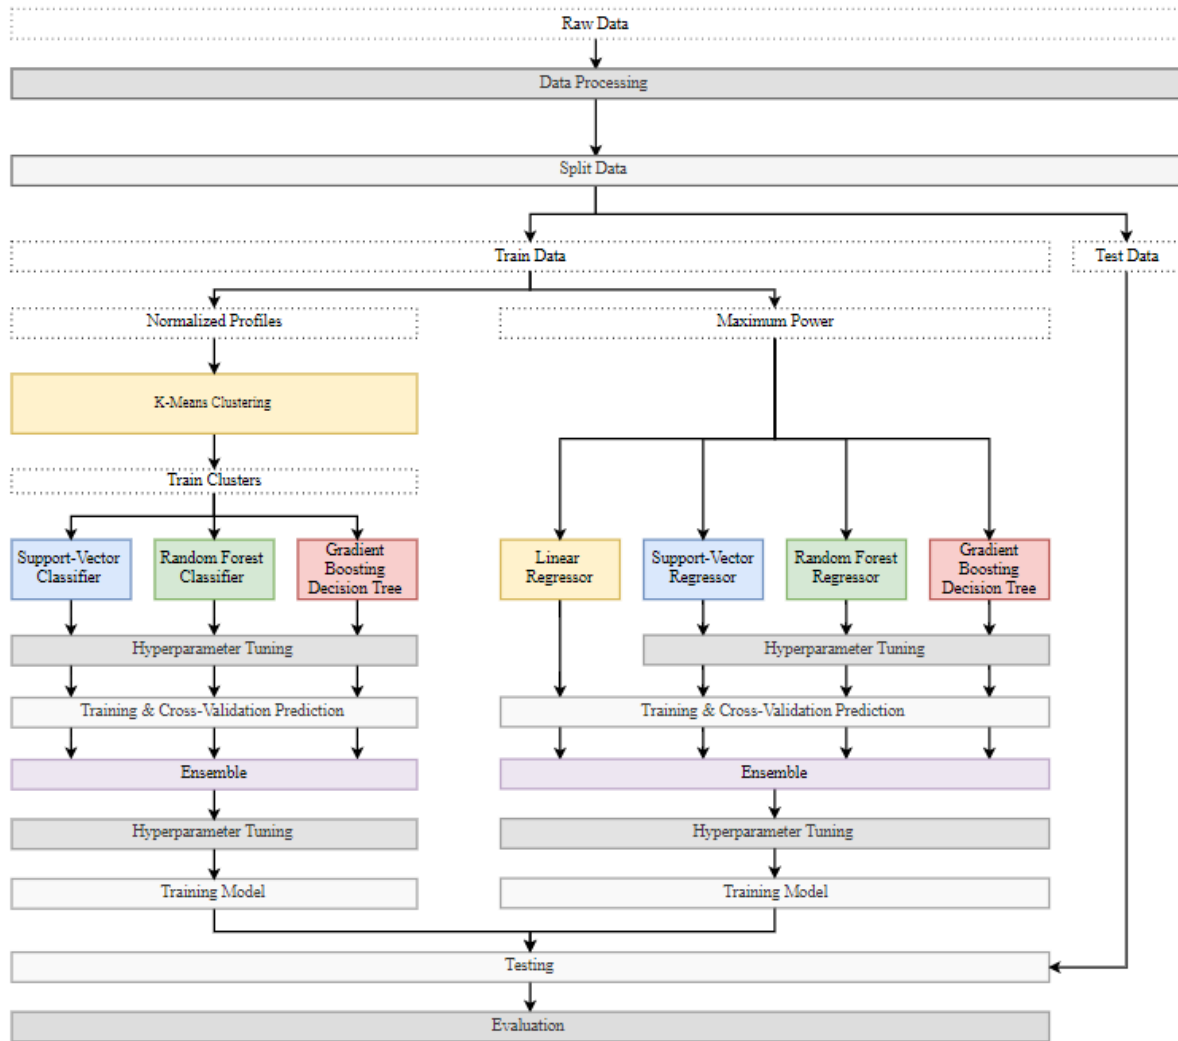 Raw Data
Data Processing
Split Data
Train Data
Test Data
Normalized Profiles
Maximum Power
K-Means Clustering
Train Clusters
Support-Vector
Classifier
Random Forest
Classifier
Gradient
Boosting
Decision Tree
Linear
Regressor
Support-Vector
Regressor
Random Forest
Regressor
Gradient
Boosting
Decision Tree
Hyperparameter Tuning
Hyperparameter Tuning
Training & Cross-Validation Prediction
Training & Cross-Validation Prediction
Ensemble
Ensemble
Hyperparameter Tuning
Hyperparameter Tuning
Training Model
Training Model
Testing
Evaluation